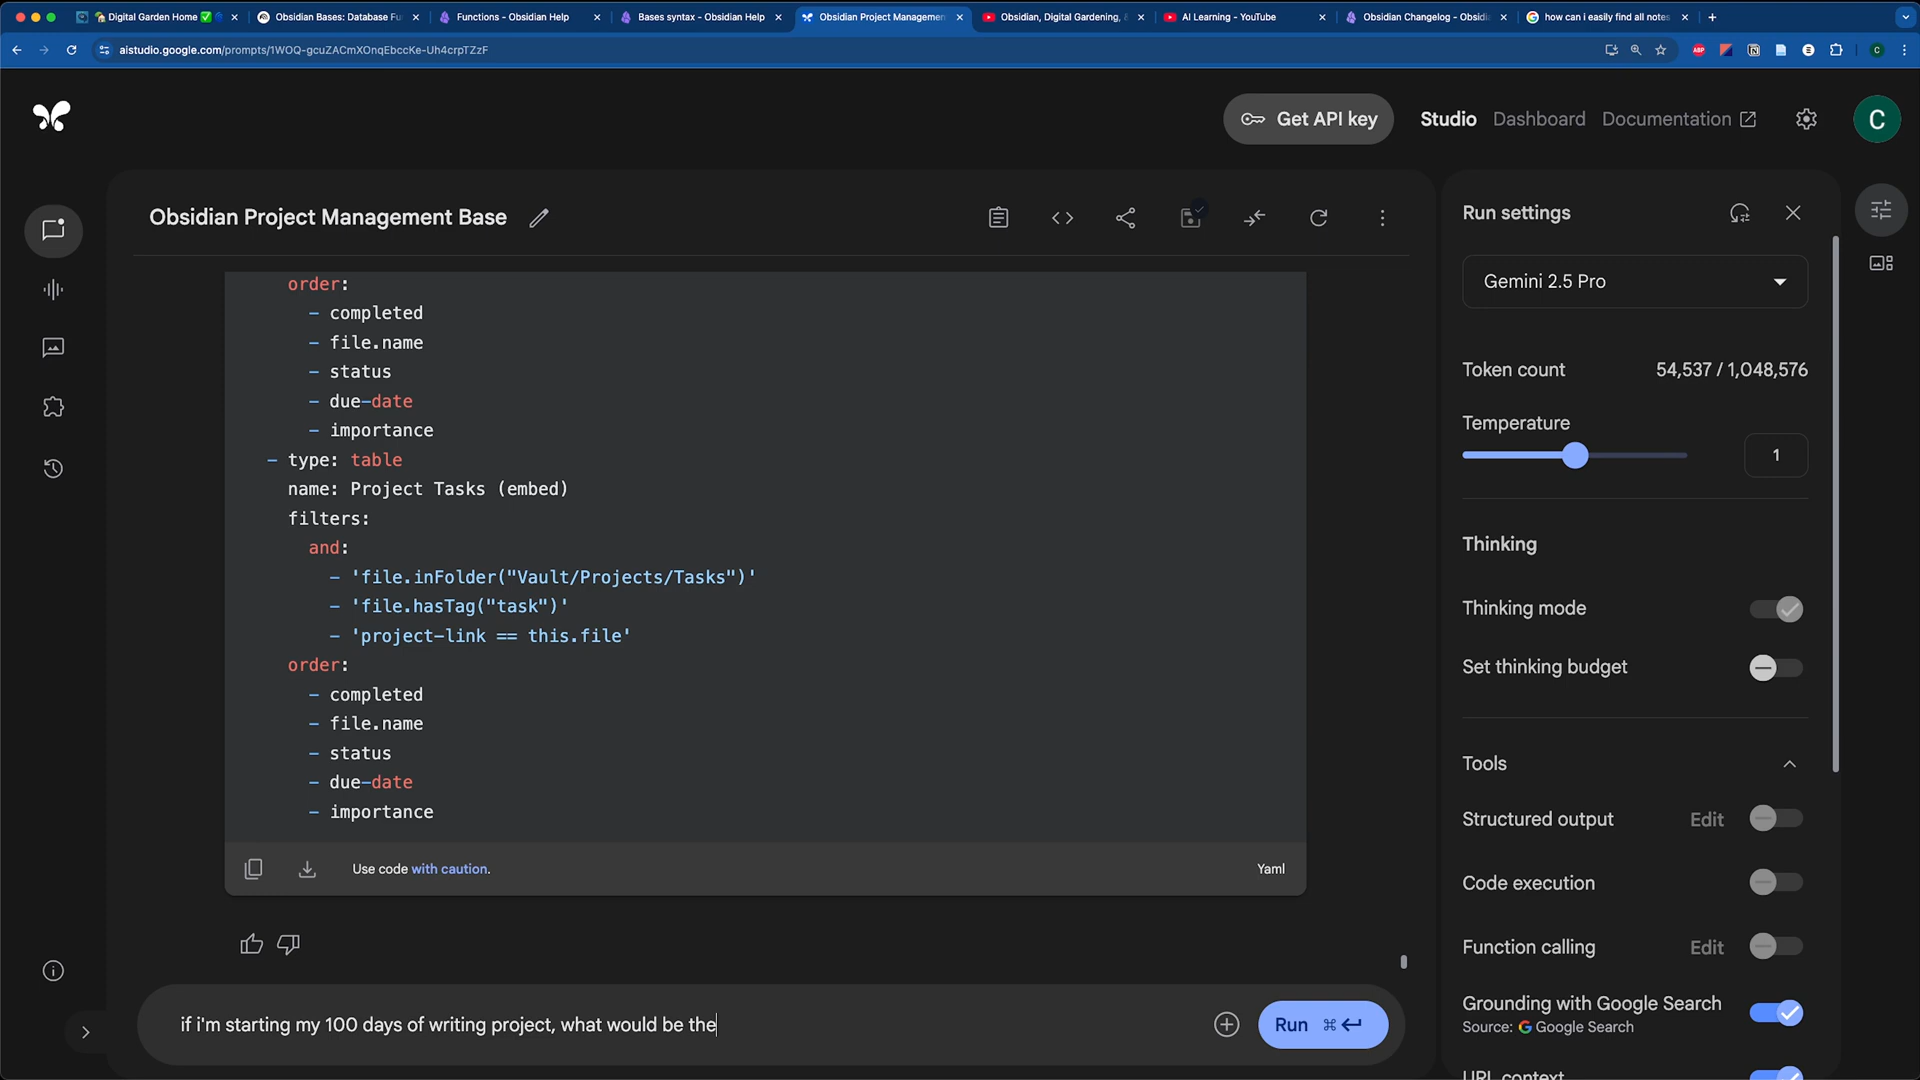 Digital Garden Home ✅
Obsidian Bases: Database Fu
Functions - Obsidian Help
Bases syntax - Obsidian Help
Obsidian Project Managemen
Obsidian, Digital Gardening, &
AI Learning - YouTube
Obsidian Changelog - Obsidi
how can i easily find all notes
aistudio.google.com/prompts/1WOQ-gcuZACmXOnqEbccKe-Uh4crpTZzF
ABP
C
Get API key
Studio
Dashboard
Documentation
C
Obsidian Project Management Base
order:
- completed
- file.name
- status
- due-date
- importance
- type: table
name: Project Tasks (embed)
filters:
and:
- 'file.inFolder("Vault/Projects/Tasks")'
- 'file.hasTag("task")'
- 'project-link == this.file'
order:
- completed
- file.name
- status
- due-date
- importance
Use code with caution.
Yaml
if i'm starting my 100 days of writing project, what would be the
Run ⌘ ↵
Run settings
Gemini 2.5 Pro
Token count 54,537 / 1,048,576
Temperature
1
Thinking
Thinking mode
Set thinking budget
Tools
Structured output Edit
Code execution
Function calling Edit
Grounding with Google Search
Source: Google Search
URL context